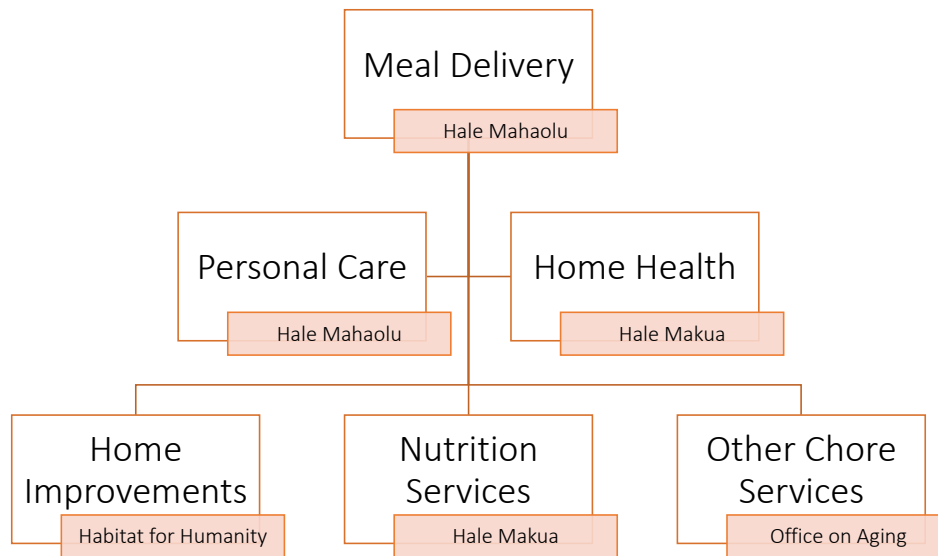 Meal Delivery
Hale Mahaolu
Personal Care
Hale Mahaolu
Home Health
Hale Makua
Home
Improvements
Habitat for Humanity
Nutrition
Services
Hale Makua
Other Chore
Services
Office on Aging